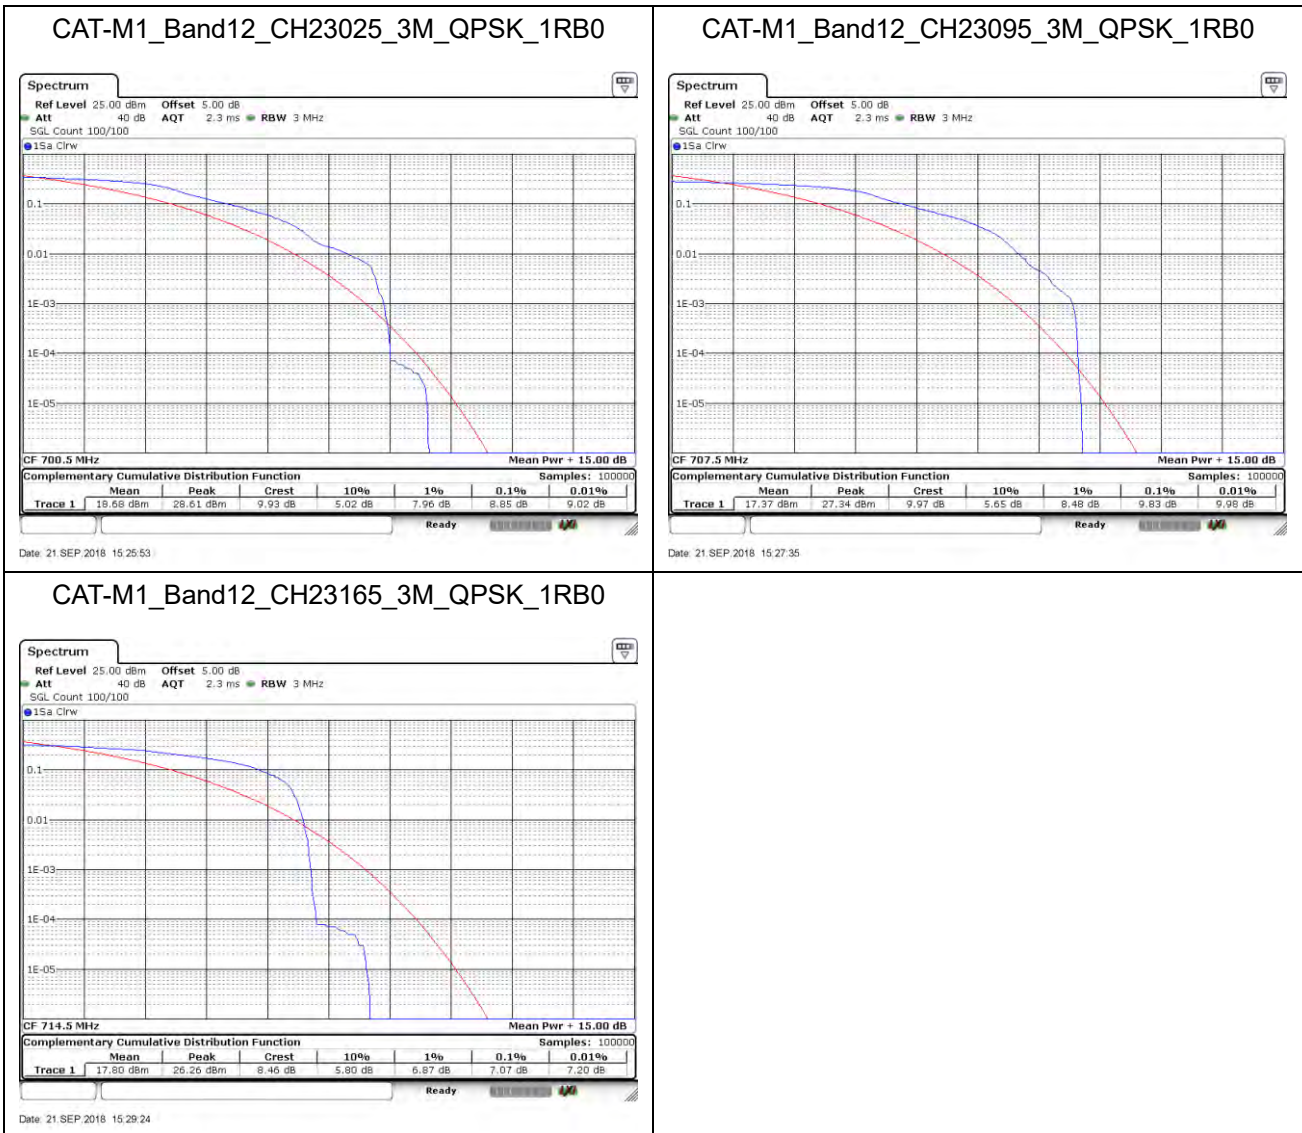 CAT-M1_Band12_CH23025_3M_QPSK_1RB0
Spectrum
Ref Level 25.00 dBm Offset 5.00 dB
Att 40 dB AQT 2.3 ms RBW 3 MHz
SGL Count 100/100
1Sa Clrw
0.1
0.01
1E-03
1E-04
1E-05
CF 700.5 MHz Mean Pwr + 15.00 dB
Complementary Cumulative Distribution Function Samples: 100000
Mean Peak Crest 10% 1% 0.1% 0.01%
Trace 1 18.68 dBm 28.61 dBm 9.93 dB 5.02 dB 7.96 dB 8.85 dB 9.02 dB
Ready
Date: 21.SEP.2018 15:25:53
CAT-M1_Band12_CH23095_3M_QPSK_1RB0
Spectrum
Ref Level 25.00 dBm Offset 5.00 dB
Att 40 dB AQT 2.3 ms RBW 3 MHz
SGL Count 100/100
1Sa Clrw
0.1
0.01
1E-03
1E-04
1E-05
CF 707.5 MHz Mean Pwr + 15.00 dB
Complementary Cumulative Distribution Function Samples: 100000
Mean Peak Crest 10% 1% 0.1% 0.01%
Trace 1 17.37 dBm 27.34 dBm 9.97 dB 5.65 dB 8.48 dB 9.83 dB 9.98 dB
Ready
Date: 21.SEP.2018 15:27:35
CAT-M1_Band12_CH23165_3M_QPSK_1RB0
Spectrum
Ref Level 25.00 dBm Offset 5.00 dB
Att 40 dB AQT 2.3 ms RBW 3 MHz
SGL Count 100/100
1Sa Clrw
0.1
0.01
1E-03
1E-04
1E-05
CF 714.5 MHz Mean Pwr + 15.00 dB
Complementary Cumulative Distribution Function Samples: 100000
Mean Peak Crest 10% 1% 0.1% 0.01%
Trace 1 17.80 dBm 26.26 dBm 8.46 dB 5.80 dB 6.87 dB 7.07 dB 7.20 dB
Ready
Date: 21.SEP.2018 15:29:24